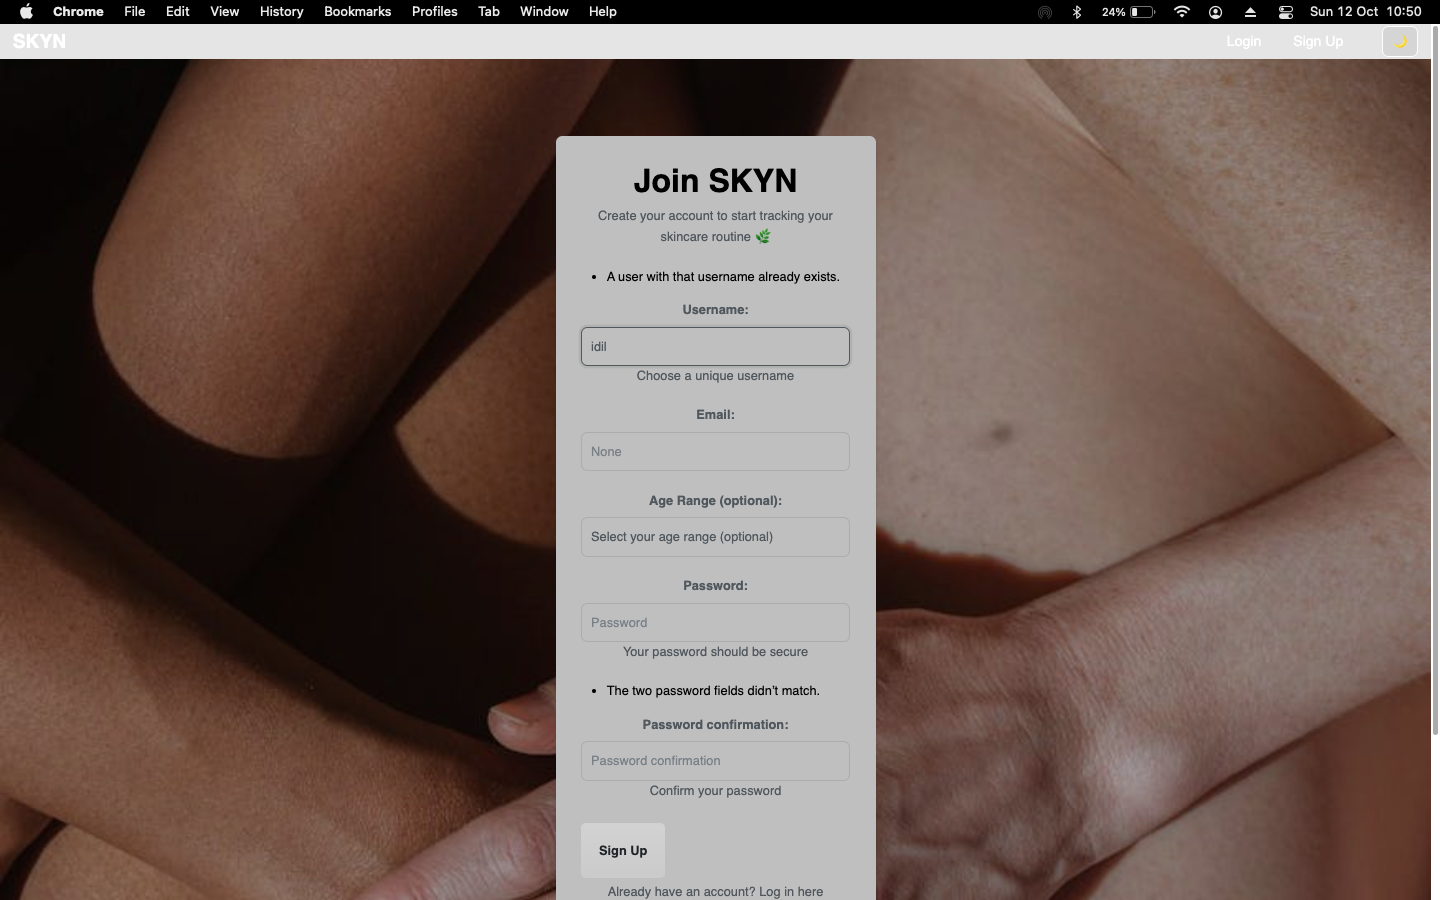 Chrome File Edit View History Bookmarks Profiles Tab Window Help 24% Sun 12 Oct 10:50
SKYN Login Sign Up
Join SKYN
Create your account to start tracking your
skincare routine 🌿
• A user with that username already exists.
Username:
idil
Choose a unique username
Email:
None
Age Range (optional):
Select your age range (optional)
Password:
Password
Your password should be secure
• The two password fields didn't match.
Password confirmation:
Password confirmation
Confirm your password
Sign Up
Already have an account? Log in here